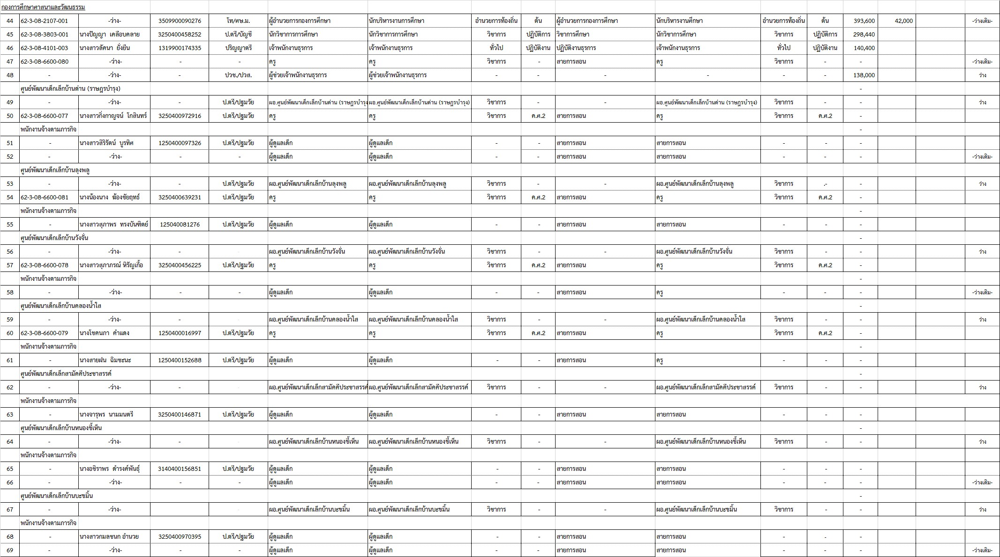 กองการศึกษาศาสนาและวัฒนธรรม
44 62-3-08-2107-001 -ว่าง- 3509900090276 โท/ศษ.ม. ผู้อำนวยการกองการศึกษา นักบริหารงานการศึกษา อำนวยการท้องถิ่น ต้น ผู้อำนวยการกองการศึกษา นักบริหารงานศึกษา อำนวยการท้องถิ่น ต้น 393,600 42,000 -ว่างเดิม-
45 62-3-08-3803-001 นางปัญญา เคลือบคลาย 3250400458252 ป.ตรี/บัญชี นักวิชาการการศึกษา นักวิชาการการศึกษา วิชาการ ปฏิบัติการ วิชาการศึกษา นักวิชาการศึกษา วิชาการ ปฏิบัติการ 298,440
46 62-3-08-4101-003 นางสาวลัคนา ยั่งยืน 1319900174335 ปริญญาตรี เจ้าพนักงานธุรการ เจ้าพนักงานธุรการ ทั่วไป ปฏิบัติงาน ปฏิบัติงานธุรการ เจ้าพนักงานธุรการ ทั่วไป ปฏิบัติงาน 140,400
47 62-3-08-6600-080 -ว่าง- - - ครู ครู วิชาการ - สายการสอน ครู วิชาการ - - -ว่างเดิม-
48 - -ว่าง- - ปวช./ปวส. ผู้ช่วยเจ้าพนักงานธุรการ ผู้ช่วยเจ้าพนักงานธุรการ - - - - - - 138,000 ว่าง
ศูนย์พัฒนาเด็กเล็กบ้านด่าน (ราษฎรบำรุง) -
49 - -ว่าง- - ป.ตรี/ปฐมวัย ผอ.ศูนย์พัฒนาเด็กเล็กบ้านด่าน (ราษฎรบำรุง ผอ.ศูนย์พัฒนาเด็กเล็กบ้านด่าน (ราษฎรบำรุง) วิชาการ - - ผอ.ศูนย์พัฒนาเด็กเล็กบ้านด่าน (ราษฎรบำรุง) วิชาการ - - ว่าง
50 62-3-08-6600-077 นางสาวกิ่งกาญจน์ โกสินทร์ 3250400972916 ป.ตรี/ปฐมวัย ครู ครู วิชาการ ค.ศ.2 สายการสอน ครู วิชาการ ค.ศ.2 -
พนักงานจ้างตามภารกิจ -
51 - นางสาวสิริรัตน์ บูรทิศ 1250400097326 ป.ตรี/ปฐมวัย ผู้ดูแลเด็ก ผู้ดูแลเด็ก - - สายการสอน สายการสอน - - -
52 - -ว่าง- - - ผู้ดูแลเด็ก ผู้ดูแลเด็ก - - สายการสอน สายการสอน - - - -ว่างเดิม-
ศูนย์พัฒนาเด็กเล็กบ้านลุงพลู
53 - -ว่าง- - ป.ตรี/ปฐมวัย ผอ.ศูนย์พัฒนาเด็กเล็กบ้านลุงพลู ผอ.ศูนย์พัฒนาเด็กเล็กบ้านลุงพลู วิชาการ - - ผอ.ศูนย์พัฒนาเด็กเล็กบ้านลุงพลู วิชาการ .- - ว่าง
54 62-3-08-6600-081 นางน้องนาง ฆ้องชัยฤทธ์ 3250400639231 ป.ตรี/ปฐมวัย ครู ครู วิชาการ ค.ศ.2 สายการสอน ครู วิชาการ ค.ศ.2 -
พนักงานจ้างตามภารกิจ -
55 - นางสาวสุภาพร ทรงบันฑิตย์ 125040081276 ป.ตรี/ปฐมวัย ผู้ดูแลเด็ก ผู้ดูแลเด็ก - - สายการสอน สายการสอน - - -
ศูนย์พัฒนาเด็กเล็กบ้านวังจั่น -
56 - -ว่าง- - - ผอ.ศูนย์พัฒนาเด็กเล็กบ้านวังจั่น ผอ.ศูนย์พัฒนาเด็กเล็กบ้านวังจั่น วิชาการ - - ผอ.ศูนย์พัฒนาเด็กเล็กบ้านวังจั่น วิชาการ - - ว่าง
57 62-3-08-6600-078 นางสาวสุภาภรณ์ หิรัญเกื้อ 3250400456225 ป.ตรี/ปฐมวัย ครู ครู วิชาการ ค.ศ.2 สายการสอน ครู วิชาการ ค.ศ.2 -
พนักงานจ้างตามภารกิจ -
58 - -ว่าง- - - ผู้ดูแลเด็ก ผู้ดูแลเด็ก - - สายการสอน ครู - - - -ว่างเดิม-
ศูนย์พัฒนาเด็กเล็กบ้านคลองน้ำใส -
59 - -ว่าง- - - ผอ.ศูนย์พัฒนาเด็กเล็กบ้านคลองน้ำใส ผอ.ศูนย์พัฒนาเด็กเล็กบ้านคลองน้ำใส วิชาการ - - ผอ.ศูนย์พัฒนาเด็กเล็กบ้านคลองน้ำใส วิชาการ - - ว่าง
60 62-3-08-6600-079 นางโชคนภา คำแดง 1250400016997 ป.ตรี/ปฐมวัย ครู ครู วิชาการ ค.ศ.2 สายการสอน ครู วิชาการ ค.ศ.2 -
พนักงานจ้างตามภารกิจ -
61 - นางสายฝน ฉิมชะนะ 1250400152688 ป.ตรี/ปฐมวัย ผู้ดูแลเด็ก ผู้ดูแลเด็ก - - สายการสอน ครู - - -
ศูนย์พัฒนาเด็กเล็กสามัคคีประชาสรรค์ -
62 - -ว่าง- - - ผอ.ศูนย์พัฒนาเด็กเล็กสามัคคีประชาสรรค์ ผอ.ศูนย์พัฒนาเด็กเล็กสามัคคีประชาสรรค์ วิชาการ - - ผอ.ศูนย์พัฒนาเด็กเล็กสามัคคีประชาสรรค์ วิชาการ - - ว่าง
พนักงานจ้างตามภารกิจ
63 - นางจารุพร นามมนตรี 3250400146871 ป.ตรี/ปฐมวัย ผู้ดูแลเด็ก ผู้ดูแลเด็ก - - สายการสอน สายการสอน - - -
ศูนย์พัฒนาเด็กเล็กบ้านหนองขี้เห็น -
64 - -ว่าง- - - ผอ.ศูนย์พัฒนาเด็กเล็กบ้านหนองขี้เห็น ผอ.ศูนย์พัฒนาเด็กเล็กบ้านหนองขี้เห็น วิชาการ - - ผอ.ศูนย์พัฒนาเด็กเล็กบ้านหนองขี้เห็น วิชาการ - - ว่าง
พนักงานจ้างตามภารกิจ
65 - นางอชิราพร ดำรงค์พันธุ์ 3140400156851 ป.ตรี/ปฐมวัย ผู้ดูแลเด็ก ผู้ดูแลเด็ก - - สายการสอน สายการสอน - - -
66 - -ว่าง- - - ผู้ดูแลเด็ก ผู้ดูแลเด็ก - - สายการสอน สายการสอน - - - -ว่างเดิม-
ศูนย์พัฒนาเด็กเล็กบ้านบะขมิ้น -
67 - -ว่าง- - ผอ.ศูนย์พัฒนาเด็กเล็กบ้านบะขมิ้น ผอ.ศูนย์พัฒนาเด็กเล็กบ้านบะขมิ้น วิชาการ - - ผอ.ศูนย์พัฒนาเด็กเล็กบ้านบะขมิ้น วิชาการ - - ว่าง
พนักงานจ้างตามภารกิจ
68 - นางสาวกมลชนก อำนวย 3250400970395 ป.ตรี/ปฐมวัย ผู้ดูแลเด็ก ผู้ดูแลเด็ก - - สายการสอน สายการสอน - - -
69 - -ว่าง- - - ผู้ดูแลเด็ก ผู้ดูแลเด็ก - - สายการสอน สายการสอน - - - -ว่างเดิม-